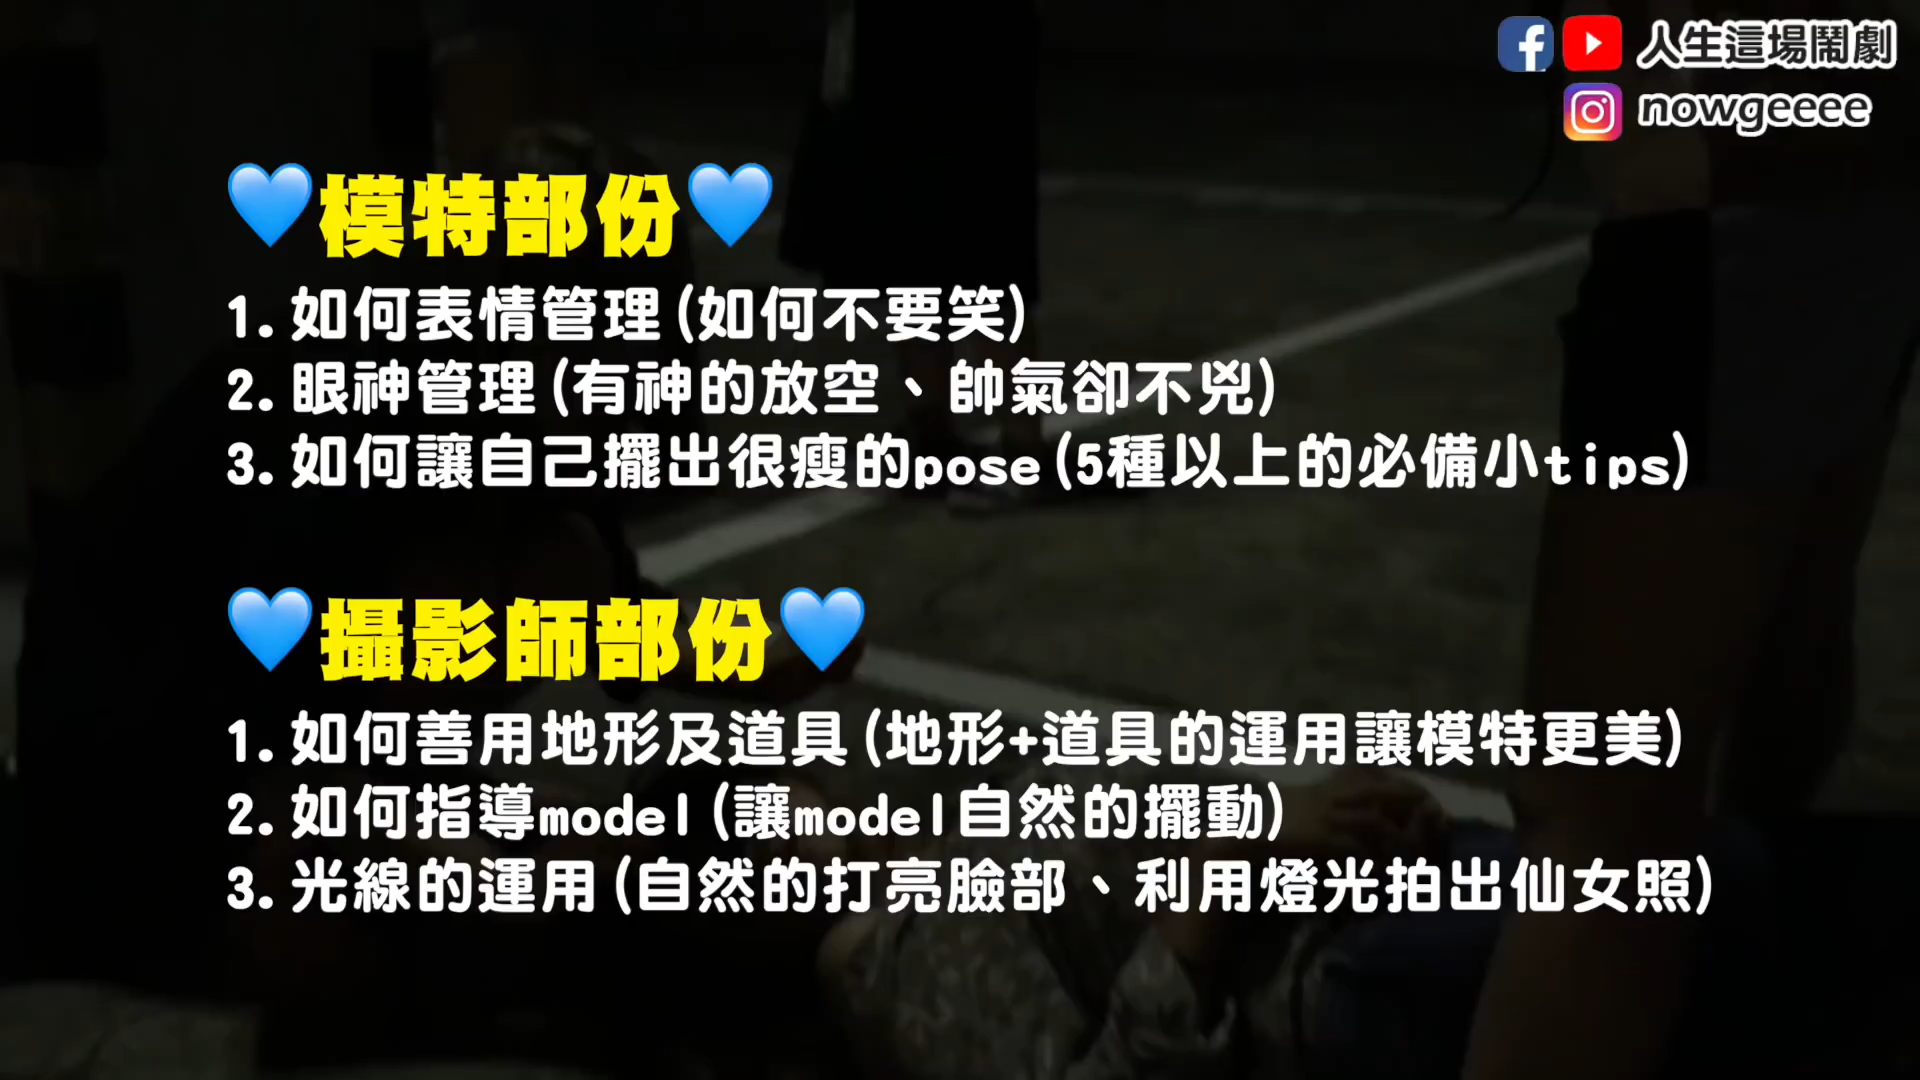 人生這場鬧劇
nowgeeee
💙模特部份💙
1.如何表情管理(如何不要笑)
2.眼神管理(有神的放空、帥氣卻不兇)
3.如何讓自己擺出很瘦的pose(5種以上的必備小tips)
💙攝影師部份💙
1.如何善用地形及道具(地形+道具的運用讓模特更美)
2.如何指導model(讓model自然的擺動)
3.光線的運用(自然的打亮臉部、利用燈光拍出仙女照)